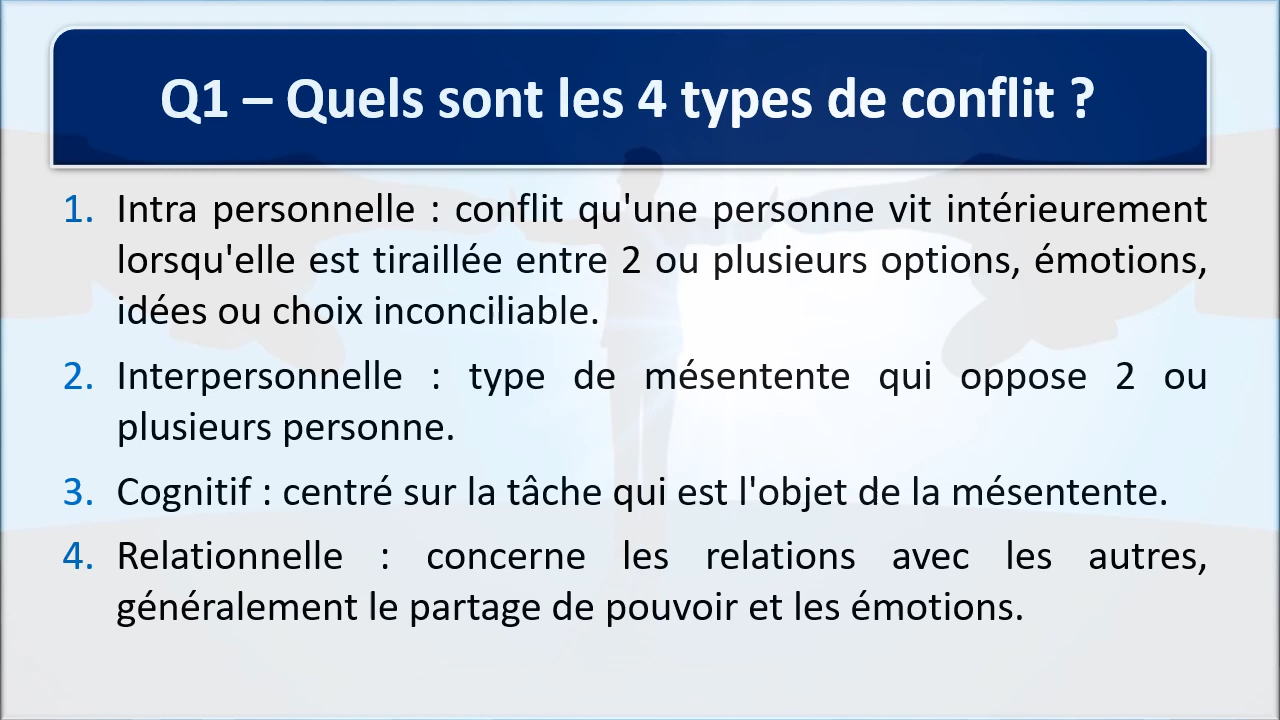 Q1 – Quels sont les 4 types de conflit ?
1. Intra personnelle : conflit qu'une personne vit intérieurement
lorsqu'elle est tiraillée entre 2 ou plusieurs options, émotions,
idées ou choix inconciliable.
2. Interpersonnelle : type de mésentente qui oppose 2 ou
plusieurs personne.
3. Cognitif : centré sur la tâche qui est l'objet de la mésentente.
4. Relationnelle : concerne les relations avec les autres,
généralement le partage de pouvoir et les émotions.